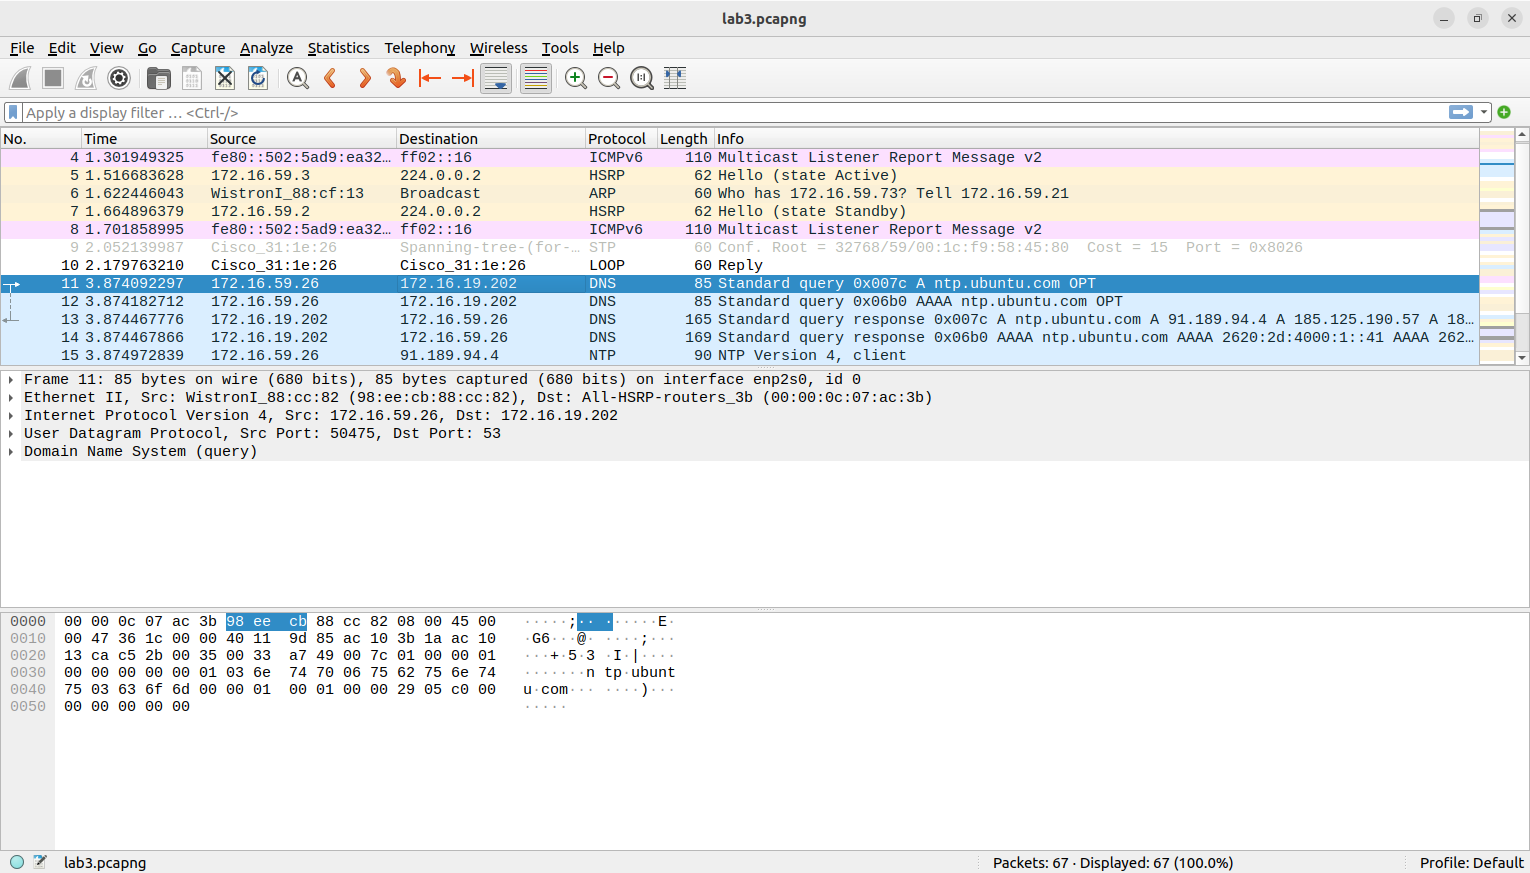 lab3.pcapng
File Edit View Go Capture Analyze Statistics Telephony Wireless Tools Help
Apply a display filter … <Ctrl-/>
No. Time Source Destination Protocol Length Info
4 1.301949325 fe80::502:5ad9:ea32… ff02::16 ICMPv6 110 Multicast Listener Report Message v2
5 1.516683628 172.16.59.3 224.0.0.2 HSRP 62 Hello (state Active)
6 1.622446043 WistronI_88:cf:13 Broadcast ARP 60 Who has 172.16.59.73? Tell 172.16.59.21
7 1.664896379 172.16.59.2 224.0.0.2 HSRP 62 Hello (state Standby)
8 1.701858995 fe80::502:5ad9:ea32… ff02::16 ICMPv6 110 Multicast Listener Report Message v2
9 2.052139987 Cisco_31:1e:26 Spanning-tree-(for-… STP 60 Conf. Root = 32768/59/00:1c:f9:58:45:80 Cost = 15 Port = 0x8026
10 2.179763210 Cisco_31:1e:26 Cisco_31:1e:26 LOOP 60 Reply
11 3.874092297 172.16.59.26 172.16.19.202 DNS 85 Standard query 0x007c A ntp.ubuntu.com OPT
12 3.874182712 172.16.59.26 172.16.19.202 DNS 85 Standard query 0x06b0 AAAA ntp.ubuntu.com OPT
13 3.874467776 172.16.19.202 172.16.59.26 DNS 165 Standard query response 0x007c A ntp.ubuntu.com A 91.189.94.4 A 185.125.190.57 A 18…
14 3.874467866 172.16.19.202 172.16.59.26 DNS 169 Standard query response 0x06b0 AAAA ntp.ubuntu.com AAAA 2620:2d:4000:1::41 AAAA 262…
15 3.874972839 172.16.59.26 91.189.94.4 NTP 90 NTP Version 4, client
Frame 11: 85 bytes on wire (680 bits), 85 bytes captured (680 bits) on interface enp2s0, id 0
Ethernet II, Src: WistronI_88:cc:82 (98:ee:cb:88:cc:82), Dst: All-HSRP-routers_3b (00:00:0c:07:ac:3b)
Internet Protocol Version 4, Src: 172.16.59.26, Dst: 172.16.19.202
User Datagram Protocol, Src Port: 50475, Dst Port: 53
Domain Name System (query)
0000 00 00 0c 07 ac 3b 98 ee cb 88 cc 82 08 00 45 00 ·····;·· ······E·
0010 00 47 36 1c 00 00 40 11 9d 85 ac 10 3b 1a ac 10 ·G6···@· ····;···
0020 13 ca c5 2b 00 35 00 33 a7 49 00 7c 01 00 00 01 ···+·5·3 ·I·|····
0030 00 00 00 00 00 01 03 6e 74 70 06 75 62 75 6e 74 ·······n tp·ubunt
0040 75 03 63 6f 6d 00 00 01 00 01 00 00 29 05 c0 00 u·com··· ····)···
0050 00 00 00 00 00 ·····
lab3.pcapng Packets: 67 · Displayed: 67 (100.0%) Profile: Default